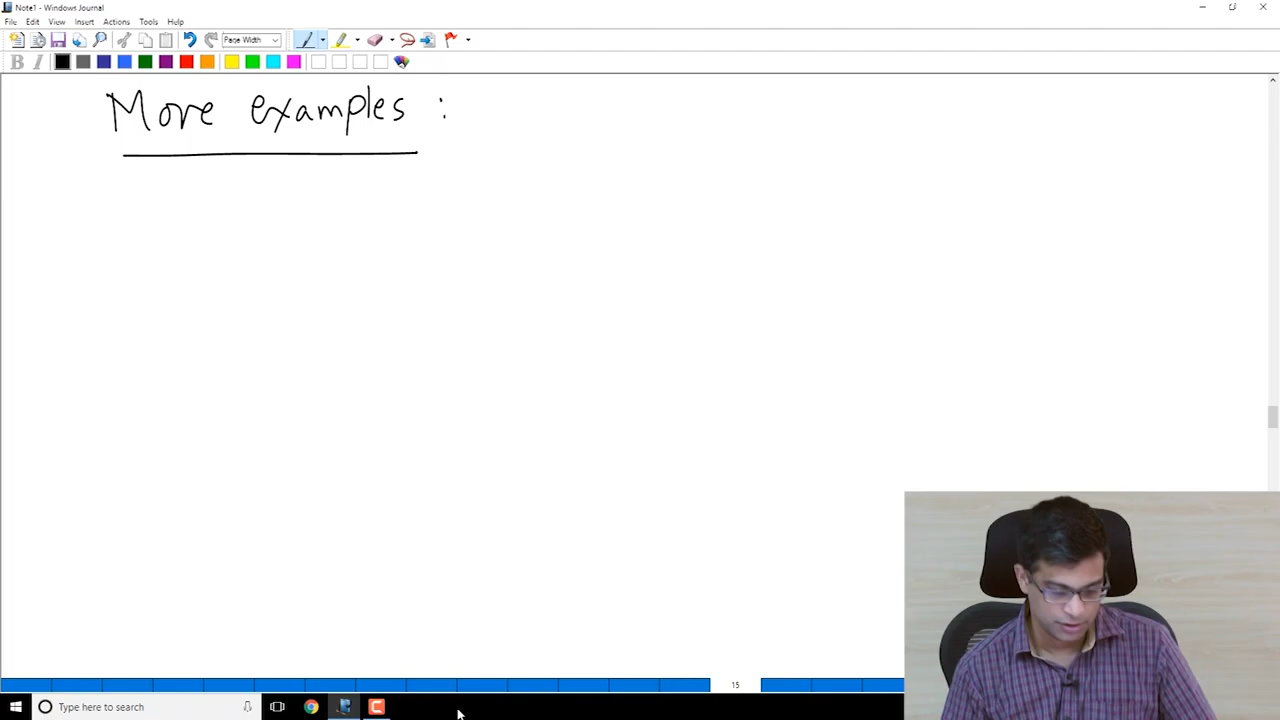 Note1 - Windows Journal
File Edit View Insert Actions Tools Help
Page Width
B I
More examples :
15
Type here to search